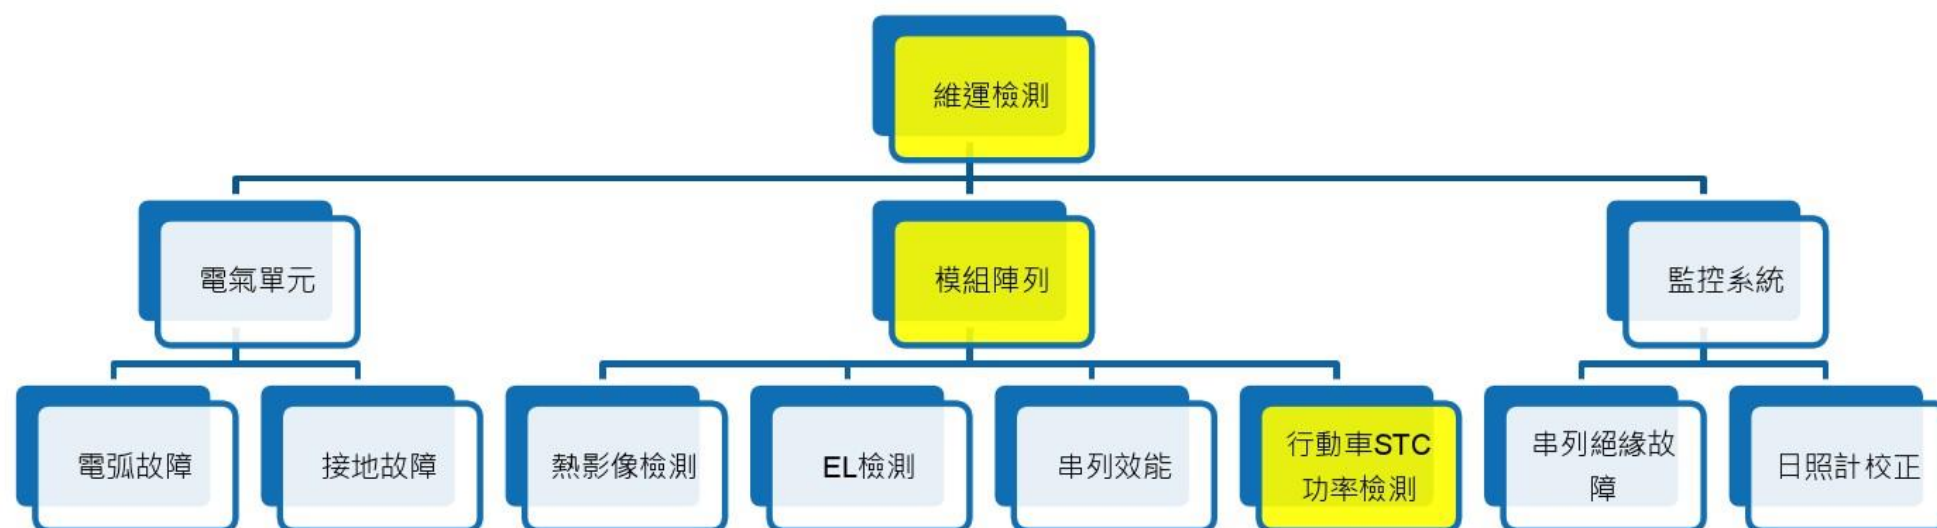 維運檢測
電氣單元
模組陣列
監控系統
電弧故障
接地故障
熱影像檢測
EL檢測
串列效能
行動車STC
功率檢測
串列絕緣故
障
日照計校正